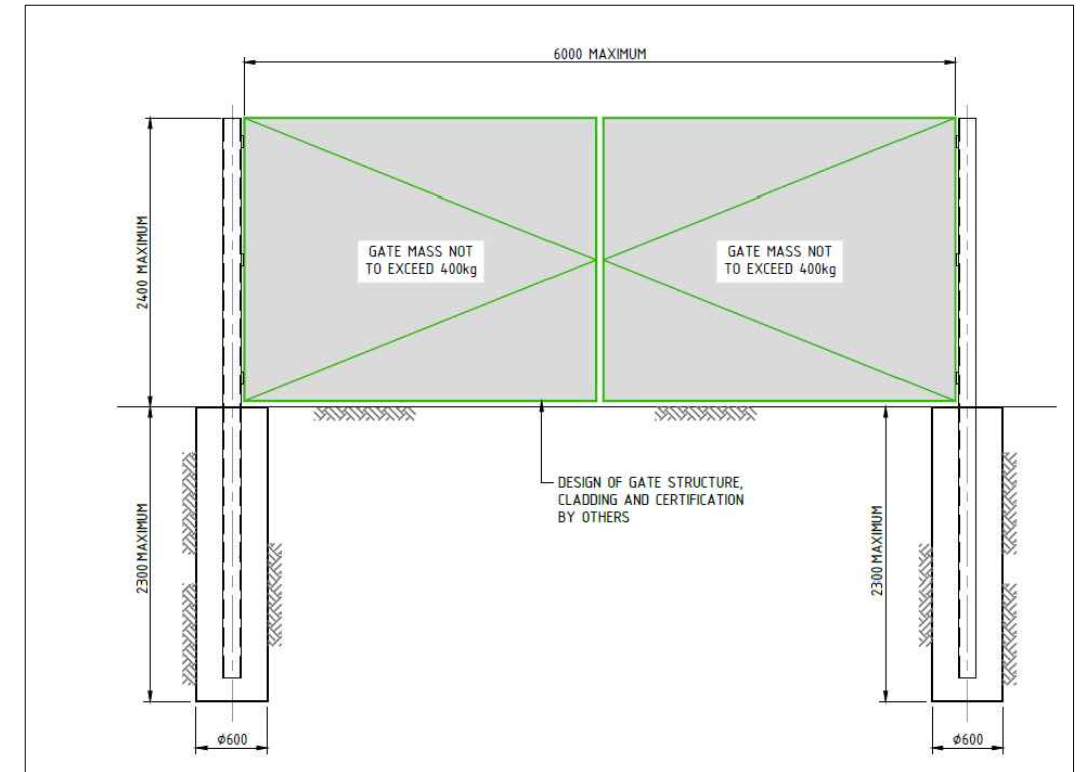 6000 MAXIMUM
2400 MAXIMUM
GATE MASS NOT
TO EXCEED 400kg
GATE MASS NOT
TO EXCEED 400kg
DESIGN OF GATE STRUCTURE,
CLADDING AND CERTIFICATION
BY OTHERS
2300 MAXIMUM
2300 MAXIMUM
ϕ600
ϕ600